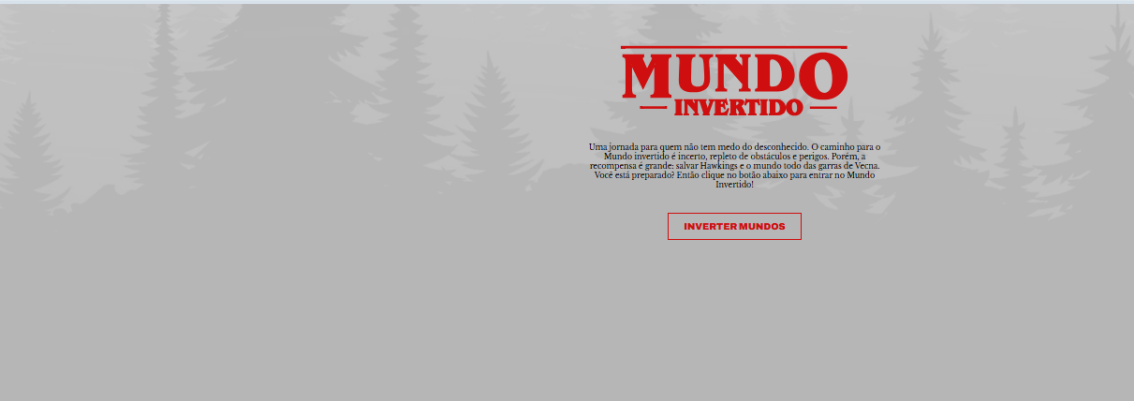 MUNDO
INVERTIDO
Uma jornada para quem não tem medo do desconhecido. O caminho para o
Mundo invertido é incerto, repleto de obstáculos e perigos. Porém, a
recompensa é grande: salvar Hawkings e o mundo todo das garras de Vecna.
Você está preparado? Então clique no botão abaixo para entrar no Mundo
Invertido!
INVERTER MUNDOS